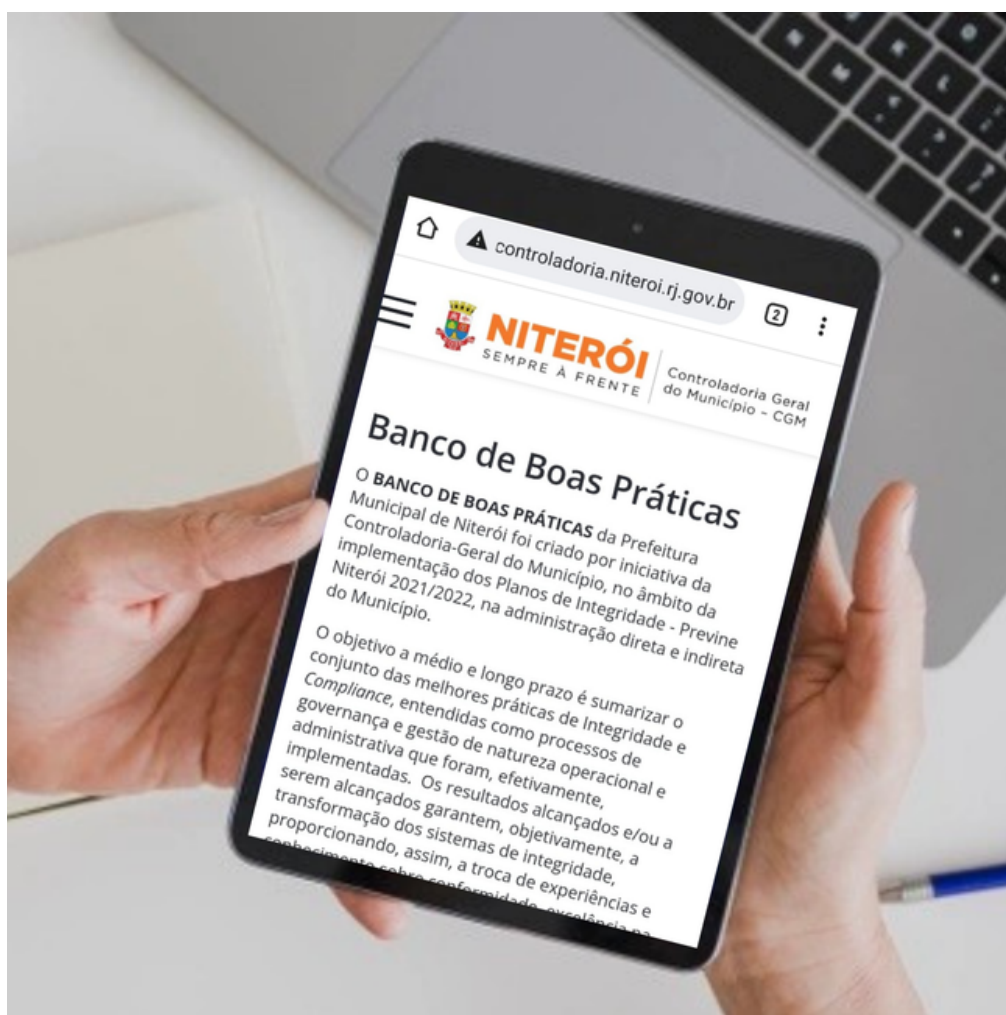 controladoria.niteroi.rj.gov.br
2
NITERÓI
SEMPRE À FRENTE
Controladoria Geral
do Município - CGM
Banco de Boas Práticas
O BANCO DE BOAS PRÁTICAS da Prefeitura
Municipal de Niterói foi criado por iniciativa da
Controladoria-Geral do Município, no âmbito da
implementação dos Planos de Integridade - Previne
Niterói 2021/2022, na administração direta e indireta
do Município.
O objetivo a médio e longo prazo é sumarizar o
conjunto das melhores práticas de Integridade e
Compliance, entendidas como processos de
governança e gestão de natureza operacional e
administrativa que foram, efetivamente,
implementadas. Os resultados alcançados e/ou a
serem alcançados garantem, objetivamente, a
transformação dos sistemas de integridade,
proporcionando, assim, a troca de experiências e
conhecimento sobre conformidade, excelência na